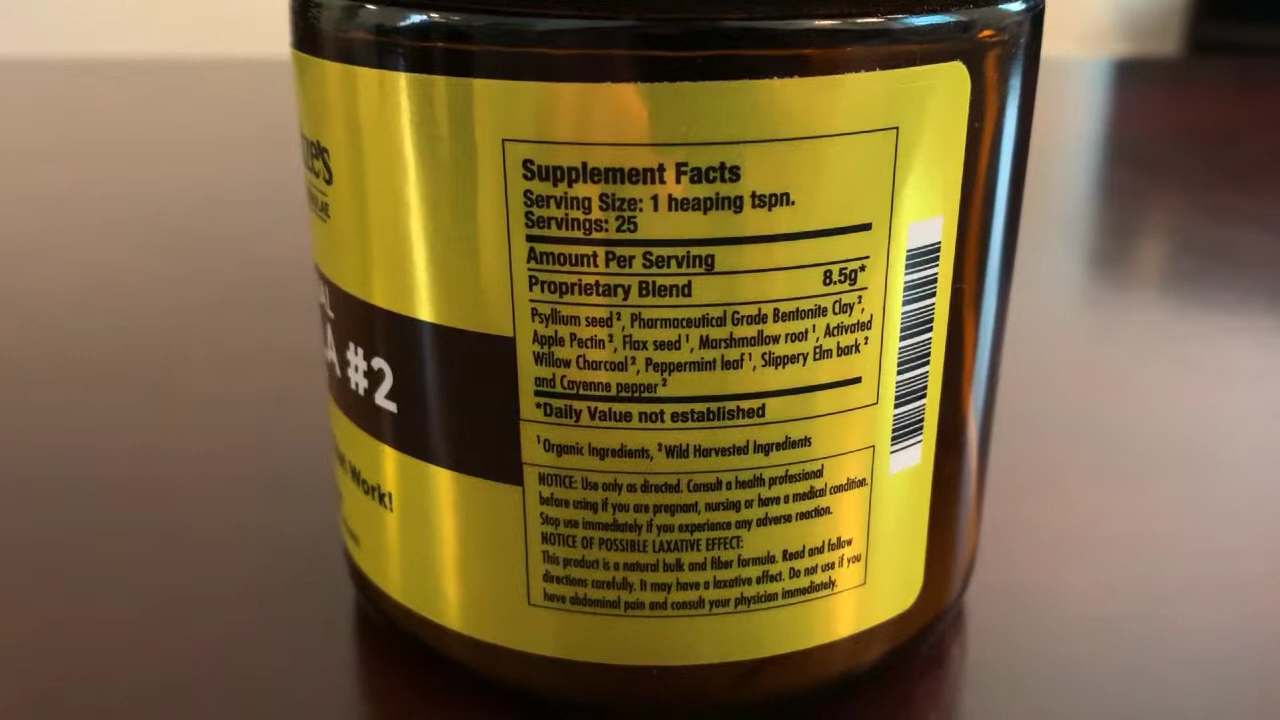 #2
Work!
Supplement Facts
Serving Size: 1 heaping tspn.
Servings: 25
Amount Per Serving
Proprietary Blend 8.5g*
Psyllium seed², Pharmaceutical Grade Bentonite Clay²,
Apple Pectin², Flax seed¹, Marshmallow root¹, Activated
Willow Charcoal², Peppermint leaf¹, Slippery Elm bark²
and Cayenne pepper²
*Daily Value not established
¹Organic Ingredients, ²Wild Harvested Ingredients
NOTICE: Use only as directed. Consult a health professional
before using if you are pregnant, nursing or have a medical condition.
Stop use immediately if you experience any adverse reaction.
NOTICE OF POSSIBLE LAXATIVE EFFECT:
This product is a natural bulk and fiber formula. Read and follow
directions carefully. It may have a laxative effect. Do not use if you
have abdominal pain and consult your physician immediately.